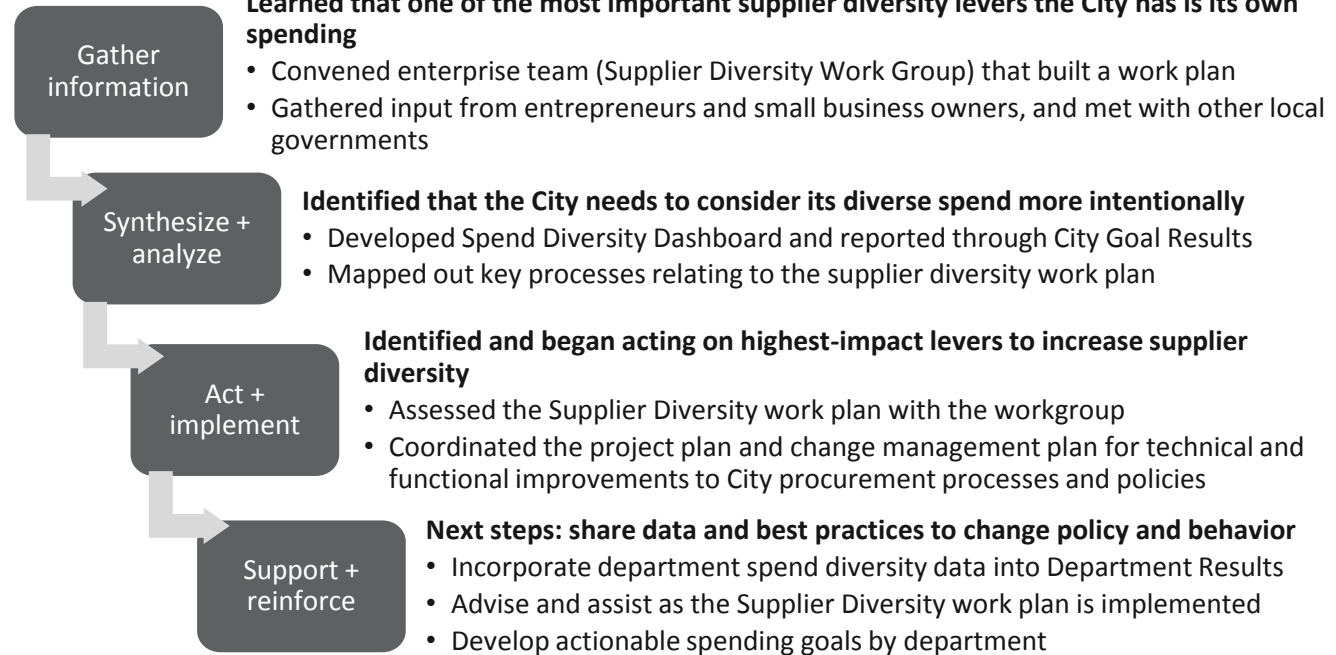 Gather
information
Learned that one of the most important supplier diversity levers the City has is its own
spending
• Convened enterprise team (Supplier Diversity Work Group) that built a work plan
• Gathered input from entrepreneurs and small business owners, and met with other local
governments
Synthesize +
analyze
Identified that the City needs to consider its diverse spend more intentionally
• Developed Spend Diversity Dashboard and reported through City Goal Results
• Mapped out key processes relating to the supplier diversity work plan
Act +
implement
Identified and began acting on highest-impact levers to increase supplier
diversity
• Assessed the Supplier Diversity work plan with the workgroup
• Coordinated the project plan and change management plan for technical and
functional improvements to City procurement processes and policies
Support +
reinforce
Next steps: share data and best practices to change policy and behavior
• Incorporate department spend diversity data into Department Results
• Advise and assist as the Supplier Diversity work plan is implemented
• Develop actionable spending goals by department